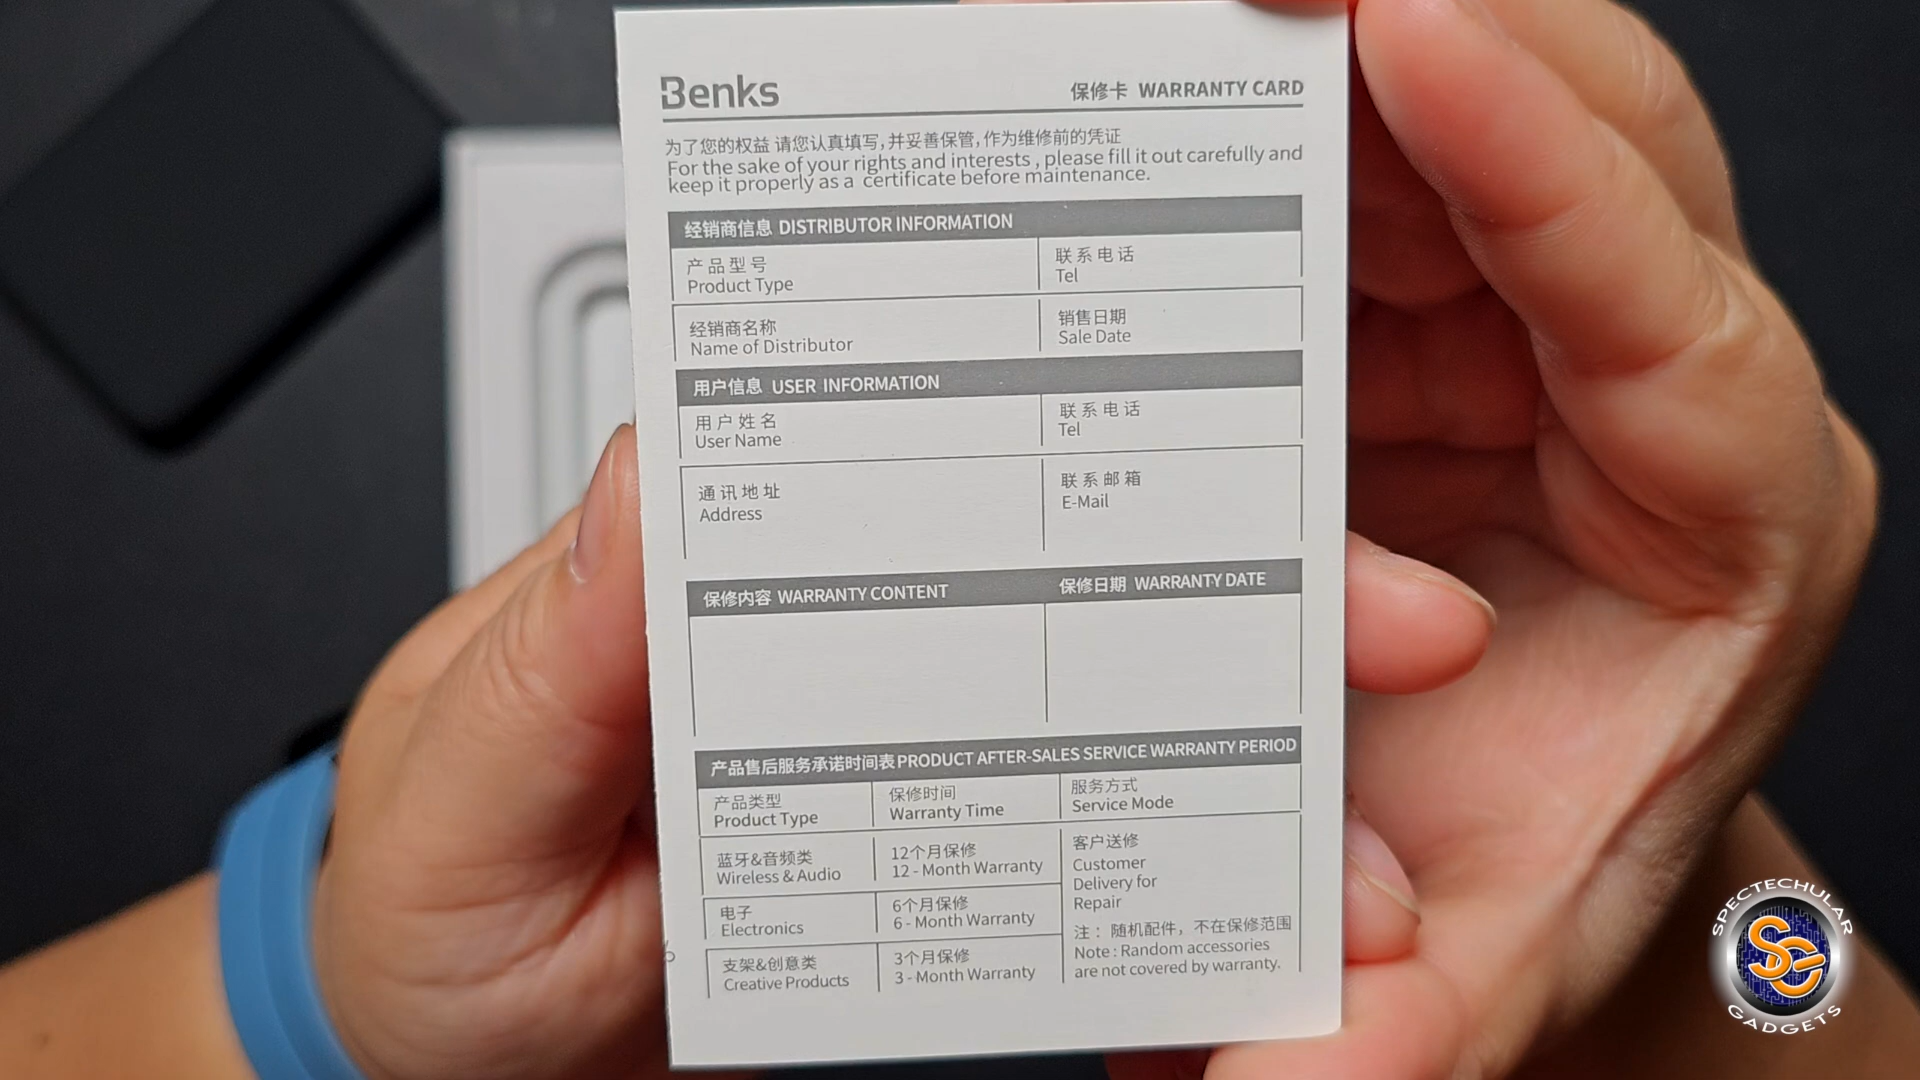 Benks
保修卡 WARRANTY CARD
为了您的权益 请您认真填写,并妥善保管,作为维修前的凭证
For the sake of your rights and interests , please fill it out carefully and
keep it properly as a certificate before maintenance.
经销商信息 DISTRIBUTOR INFORMATION
产品型号
Product Type
联系电话
Tel
经销商名称
Name of Distributor
销售日期
Sale Date
用户信息 USER INFORMATION
用户姓名
User Name
联系电话
Tel
通讯地址
Address
联系邮箱
E-Mail
保修内容 WARRANTY CONTENT
保修日期 WARRANTY DATE
产品售后服务承诺时间表 PRODUCT AFTER-SALES SERVICE WARRANTY PERIOD
产品类型
Product Type
保修时间
Warranty Time
服务方式
Service Mode
蓝牙&音频类
Wireless & Audio
12个月保修
12 - Month Warranty
电子
Electronics
6个月保修
6 - Month Warranty
支架&创意类
Creative Products
3个月保修
3 - Month Warranty
客户送修
Customer
Delivery for
Repair
注： 随机配件，不在保修范围
Note : Random accessories
are not covered by warranty.
SPECTECHULAR
SG
GADGETS